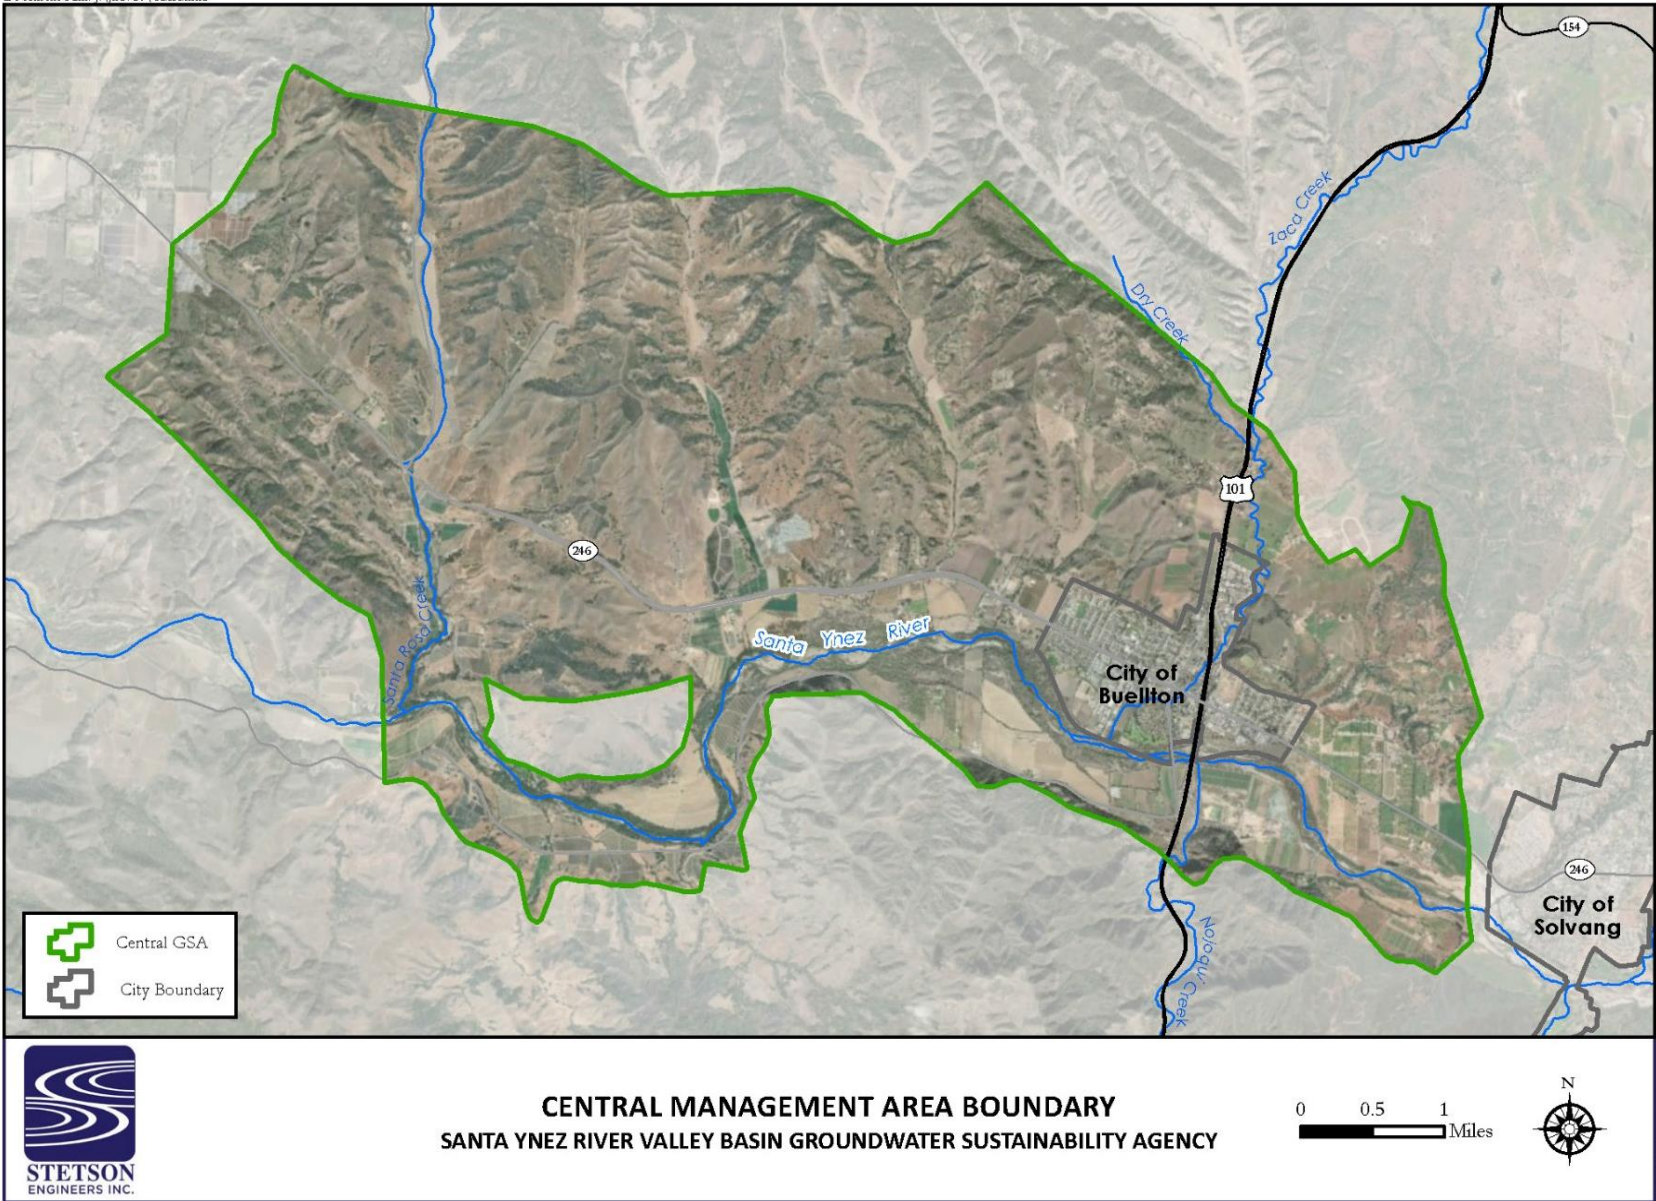 154
Zaca Creek
Dry Creek
101
246
Santa Rosa Creek
Santa Ynez River
City of
Buellton
246
City of
Solvang
Nojoqui Creek
Central GSA
City Boundary
STETSON
ENGINEERS INC.
CENTRAL MANAGEMENT AREA BOUNDARY
SANTA YNEZ RIVER VALLEY BASIN GROUNDWATER SUSTAINABILITY AGENCY
0 0.5 1
Miles
N